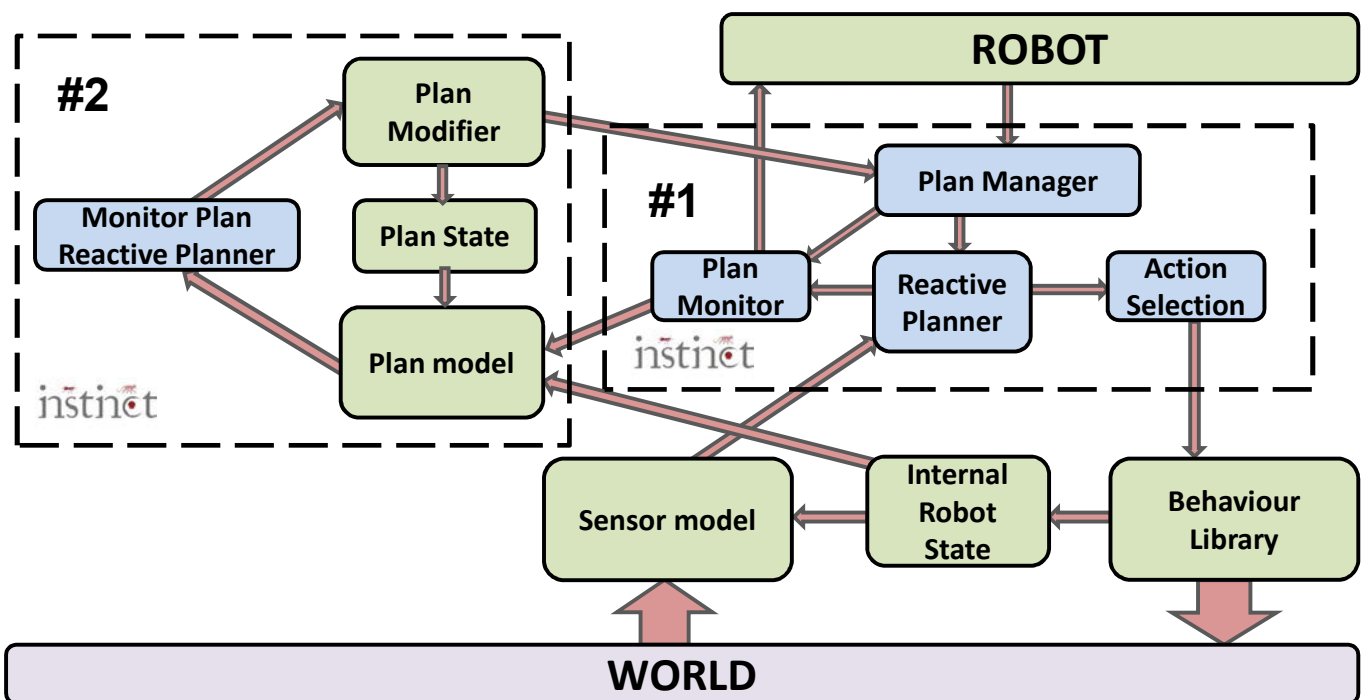 ROBOT
#2
Plan
Modifier
Plan Manager
#1
Monitor Plan
Reactive Planner
Plan State
Plan
Monitor
Reactive
Planner
Action
Selection
Plan model
instinct
instinct
Sensor model
Internal
Robot
State
Behaviour
Library
WORLD